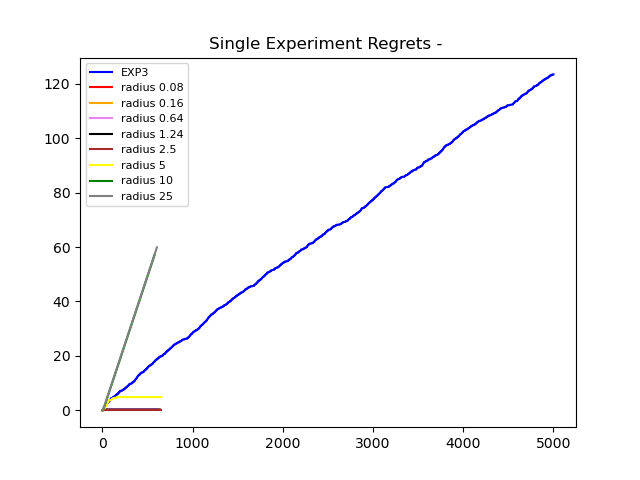 Single Experiment Regrets -
EXP3
radius 0.08
radius 0.16
radius 0.64
radius 1.24
radius 2.5
radius 5
radius 10
radius 25
120
100
80
60
40
20
0
0 1000 2000 3000 4000 5000